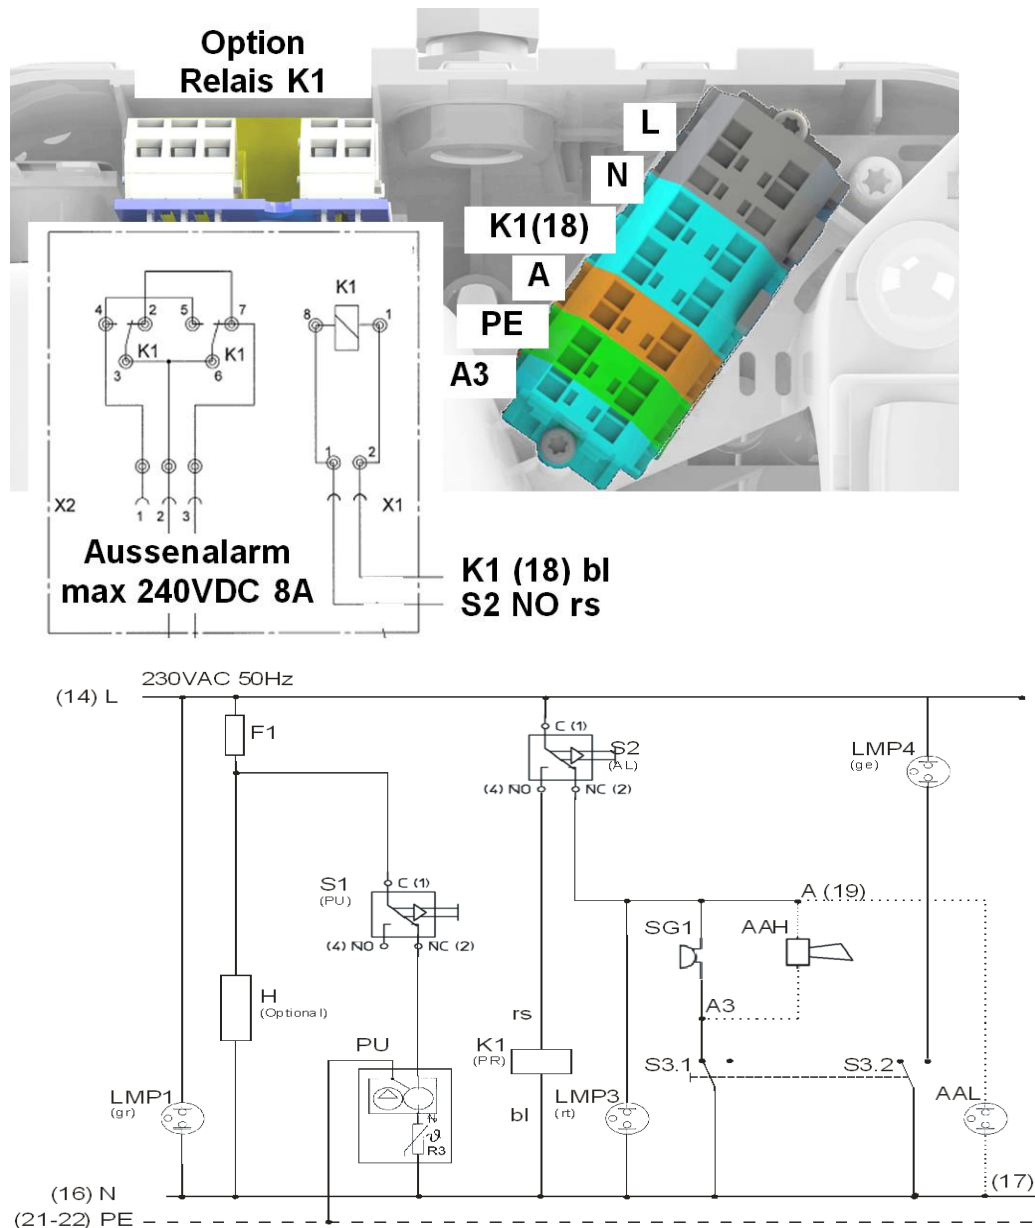 Option
Relais K1
L
N
K1(18)
A
PE
A3
4 2 5 7
K1 K1
3 6
K1
8 1
1 2
X2 X1
1 2 3
Aussenalarm
max 240VDC 8A
K1 (18) bl
S2 NO rs
230VAC 50Hz
(14) L
F1
C (1)
S2
(AL)
(4) NO NC (2)
LMP4
(ge)
S1
(PU)
C (1)
(4) NO NC (2)
A (19)
SG1
AAH
H
(Optional)
A3
rs
PU
K1
(PR)
S3.1 S3.2
LMP1
(gr)
bl
LMP3
(rt)
AAL
ϑ
R3
(16) N
(17)
(21-22) PE